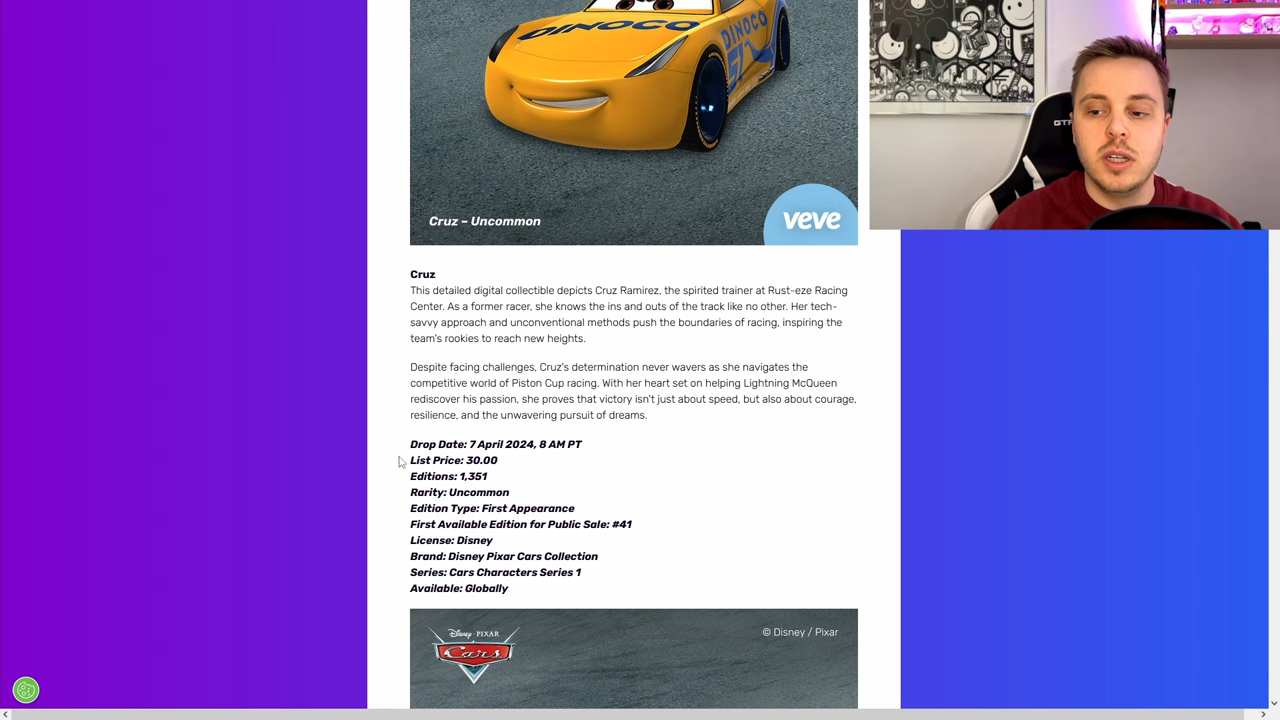 DINOCO
DINOCO
51
GT
Cruz – Uncommon
veve
Cruz
This detailed digital collectible depicts Cruz Ramirez, the spirited trainer at Rust-eze Racing
Center. As a former racer, she knows the ins and outs of the track like no other. Her tech-
savvy approach and unconventional methods push the boundaries of racing, inspiring the
team's rookies to reach new heights.
Despite facing challenges, Cruz's determination never wavers as she navigates the
competitive world of Piston Cup racing. With her heart set on helping Lightning McQueen
rediscover his passion, she proves that victory isn't just about speed, but also about courage,
resilience, and the unwavering pursuit of dreams.
Drop Date: 7 April 2024, 8 AM PT
List Price: 30.00
Editions: 1,351
Rarity: Uncommon
Edition Type: First Appearance
First Available Edition for Public Sale: #41
License: Disney
Brand: Disney Pixar Cars Collection
Series: Cars Characters Series 1
Available: Globally
Disney • PIXAR
Cars
© Disney / Pixar